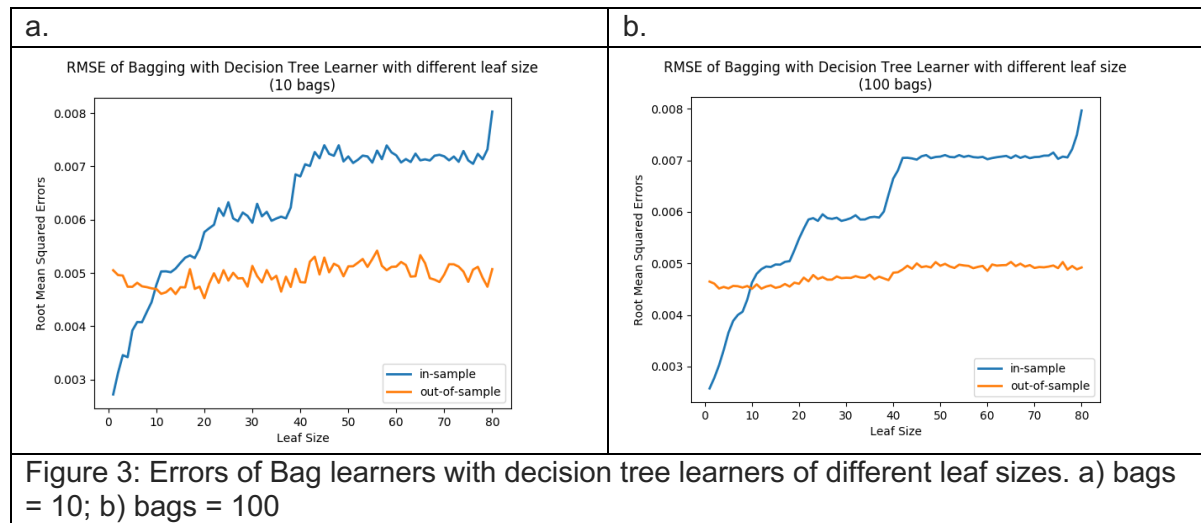 a.
b.
RMSE of Bagging with Decision Tree Learner with different leaf size
(10 bags)
0.008
0.007
0.006
0.005
0.004
0.003
Root Mean Squared Errors
in-sample
out-of-sample
0 10 20 30 40 50 60 70 80
Leaf Size
RMSE of Bagging with Decision Tree Learner with different leaf size
(100 bags)
0.008
0.007
0.006
0.005
0.004
0.003
Root Mean Squared Errors
in-sample
out-of-sample
0 10 20 30 40 50 60 70 80
Leaf Size
Figure 3: Errors of Bag learners with decision tree learners of different leaf sizes. a) bags
= 10; b) bags = 100